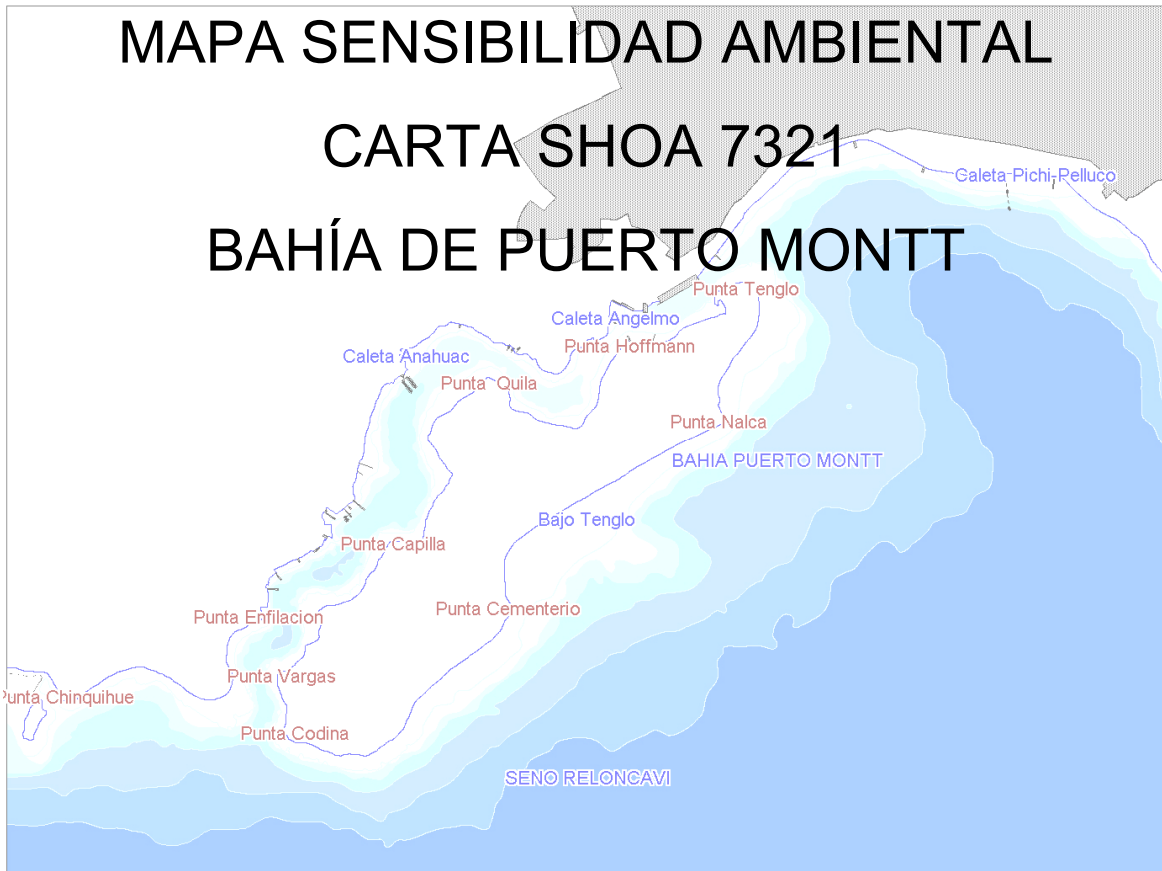 MAPA SENSIBILIDAD AMBIENTAL
CARTA SHOA 7321
Caleta Pichi-Pelluco
BAHÍA DE PUERTO MONTT
Punta Tenglo
Caleta Angelmo
Punta Hoffmann
Caleta Anahuac
Punta Quila
Punta Nalca
BAHIA PUERTO MONTT
Bajo Tenglo
Punta Capilla
Punta Cementerio
Punta Enfilacion
Punta Vargas
Punta Chinquihue
Punta Codina
SENO RELONCAVI